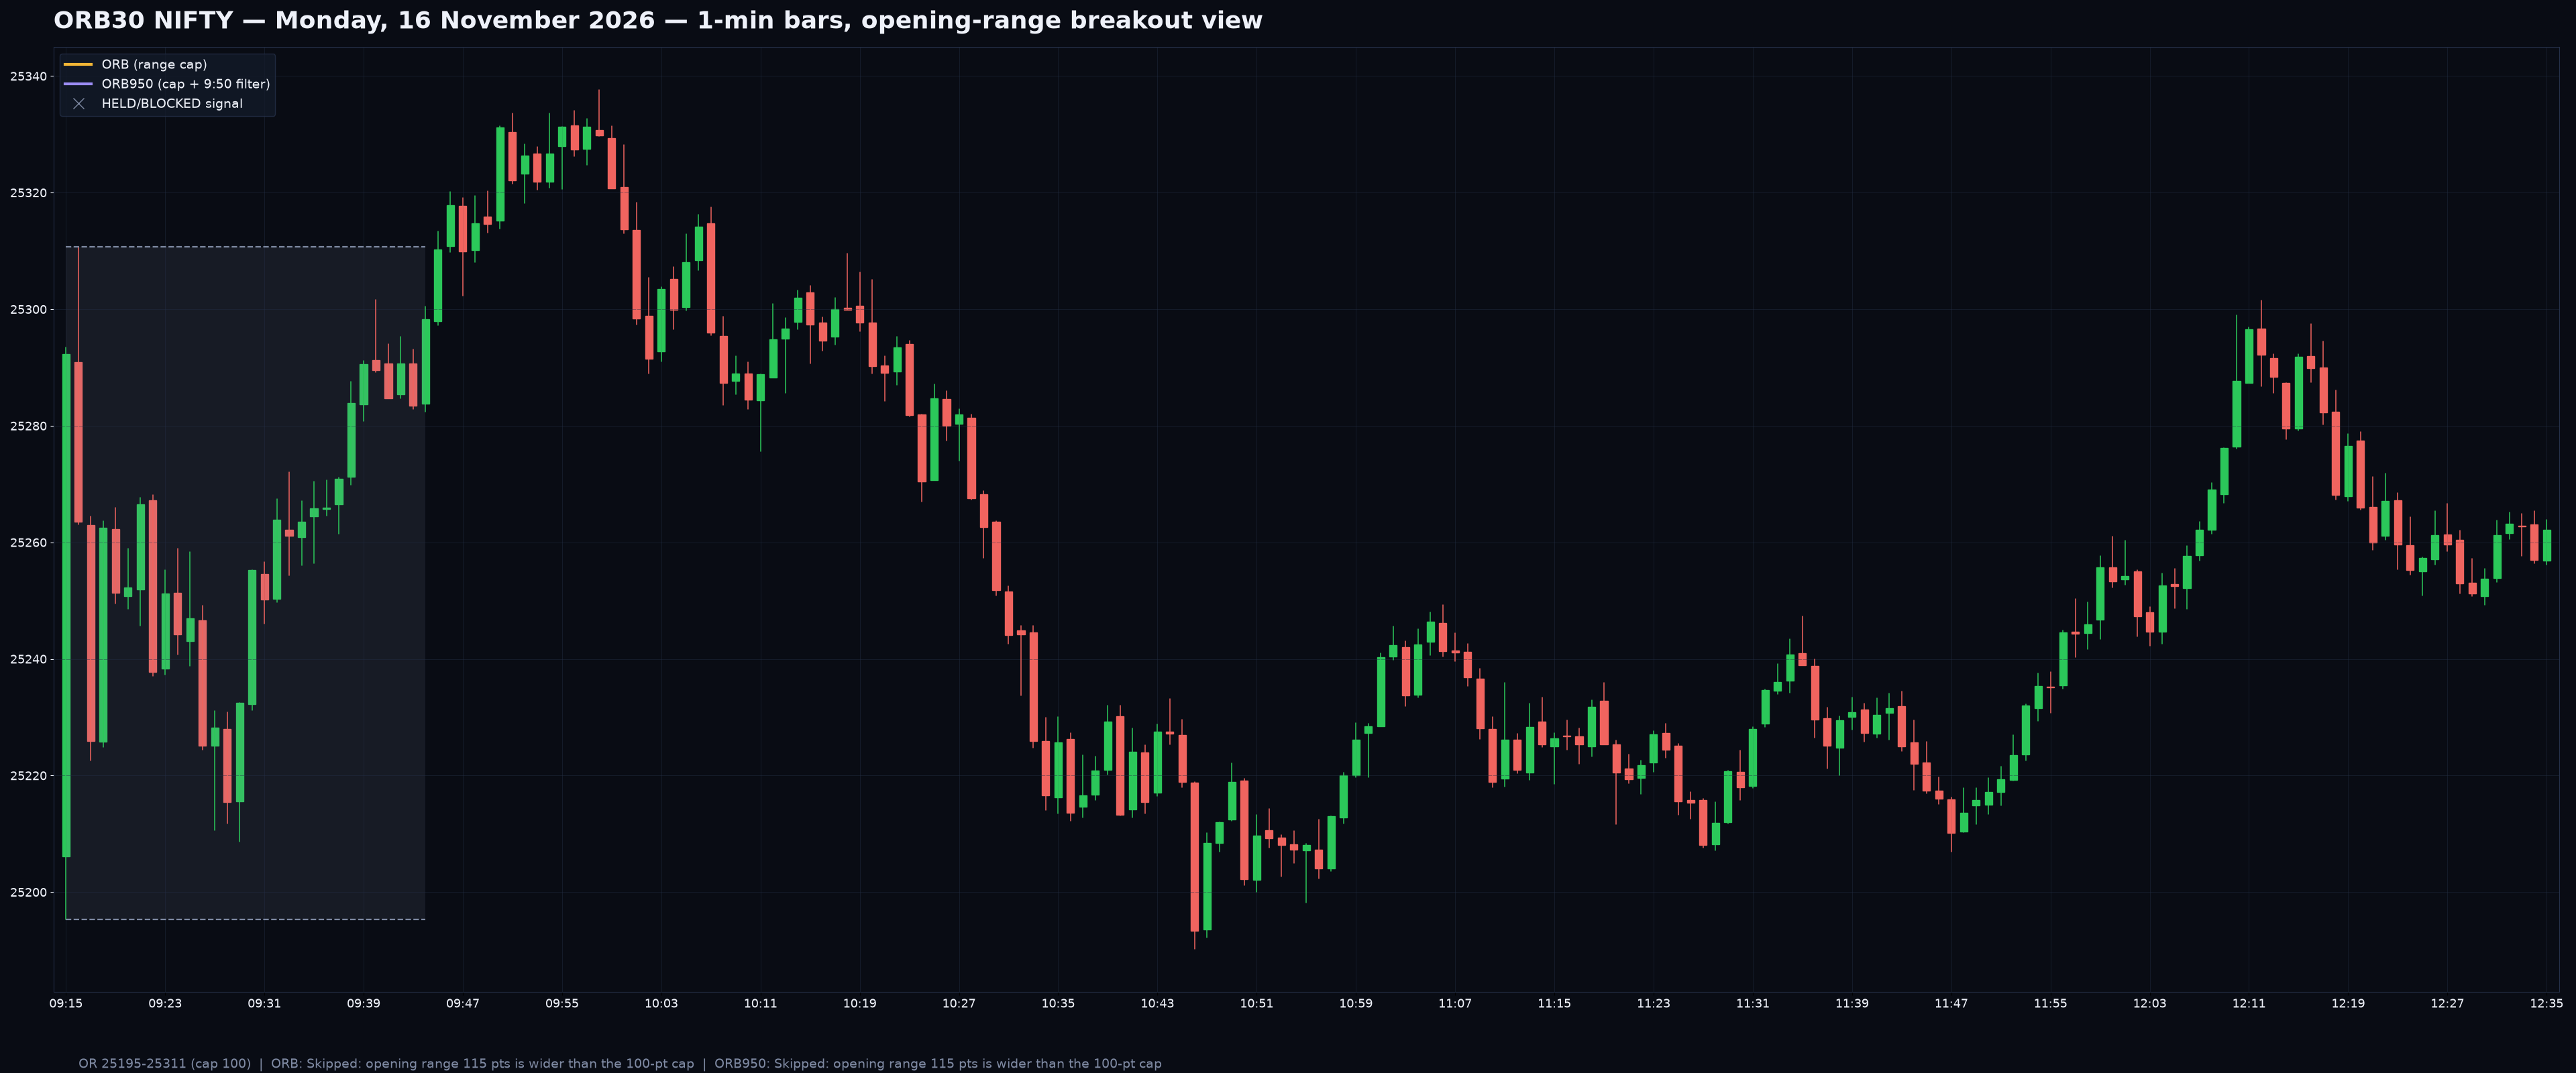 ORB30 NIFTY — Monday, 16 November 2026 — 1-min bars, opening-range breakout view
ORB (range cap)
ORB950 (cap + 9:50 filter)
HELD/BLOCKED signal
25340
25320
25300
25280
25260
25240
25220
25200
09:15 09:23 09:31 09:39 09:47 09:55 10:03 10:11 10:19 10:27 10:35 10:43 10:51 10:59 11:07 11:15 11:23 11:31 11:39 11:47 11:55 12:03 12:11 12:19 12:27 12:35
OR 25195-25311 (cap 100) | ORB: Skipped: opening range 115 pts is wider than the 100-pt cap | ORB950: Skipped: opening range 115 pts is wider than the 100-pt cap